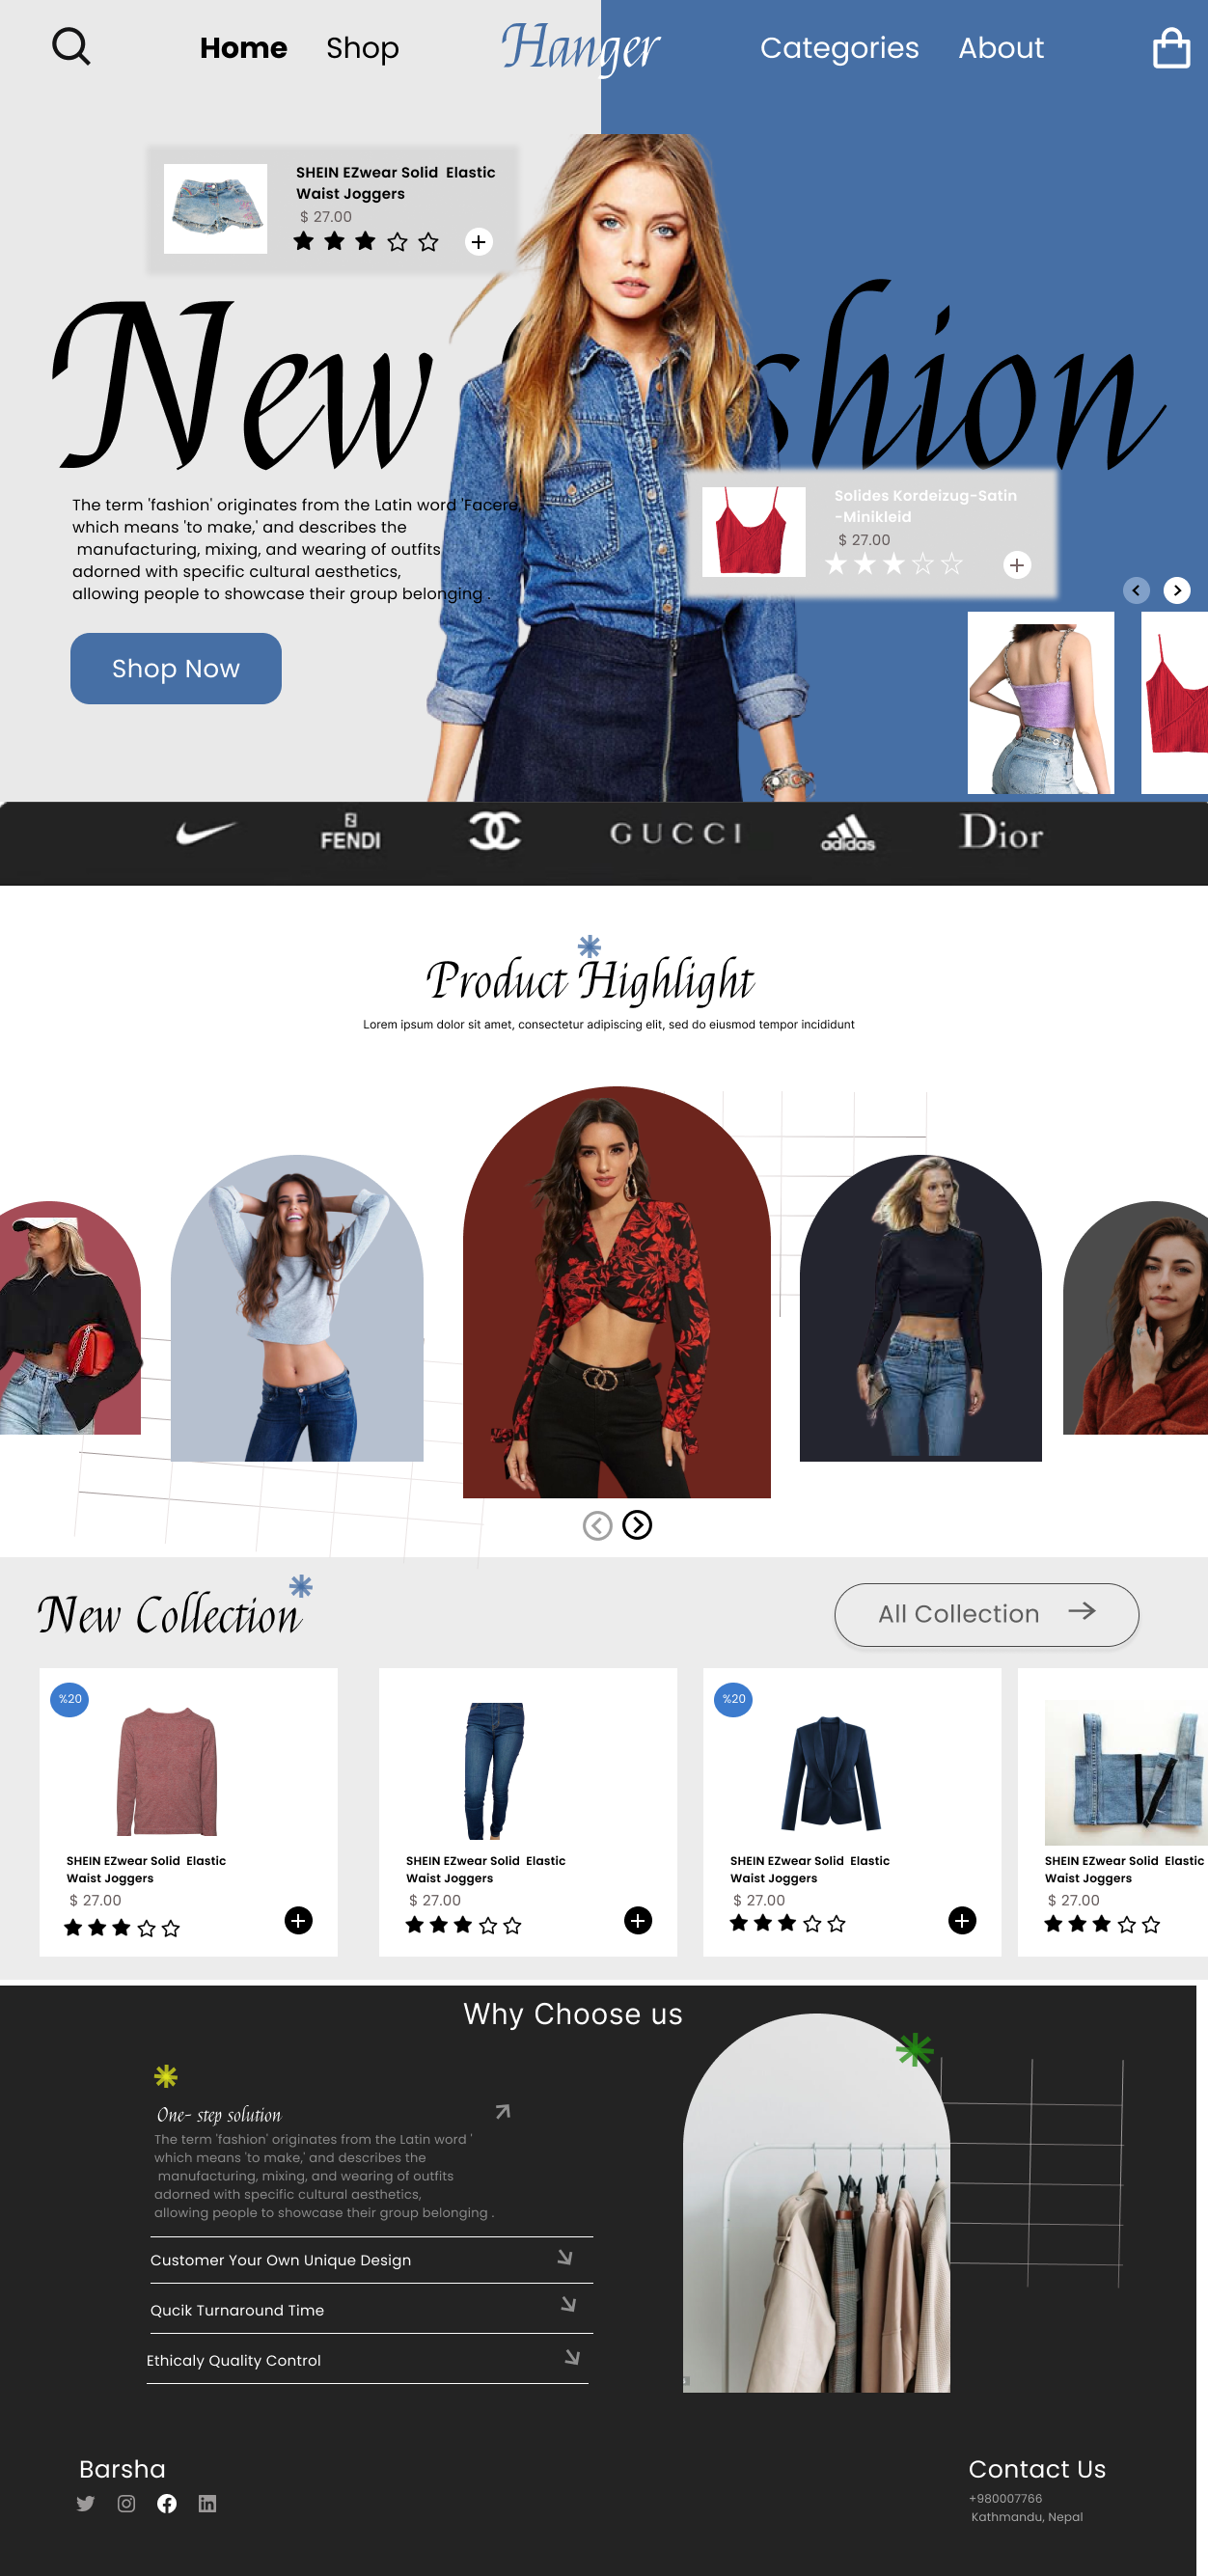 Home
Shop
Hanger
Categories
About
SHEIN EZwear Solid  Elastic
Waist Joggers
$ 27.00
New
shion
The term 'fashion' originates from the Latin word 'Facere,
which means 'to make,' and describes the
manufacturing, mixing, and wearing of outfits
adorned with specific cultural aesthetics,
allowing people to showcase their group belonging .
Solides Kordeizug-Satin
-Minikleid
$ 27.00
Shop Now
FENDI
GUCCI
adidas
Dior
Product Highlight
Lorem ipsum dolor sit amet, consectetur adipiscing elit, sed do eiusmod tempor incididunt
New Collection
All Collection
%20
SHEIN EZwear Solid  Elastic
Waist Joggers
$ 27.00
SHEIN EZwear Solid  Elastic
Waist Joggers
$ 27.00
%20
SHEIN EZwear Solid  Elastic
Waist Joggers
$ 27.00
SHEIN EZwear Solid  Elastic
Waist Joggers
$ 27.00
Why Choose us
One- step solution
The term 'fashion' originates from the Latin word '
which means 'to make,' and describes the
manufacturing, mixing, and wearing of outfits
adorned with specific cultural aesthetics,
allowing people to showcase their group belonging .
Customer Your Own Unique Design
Qucik Turnaround Time
Ethicaly Quality Control
Barsha
Contact Us
+980007766
Kathmandu, Nepal